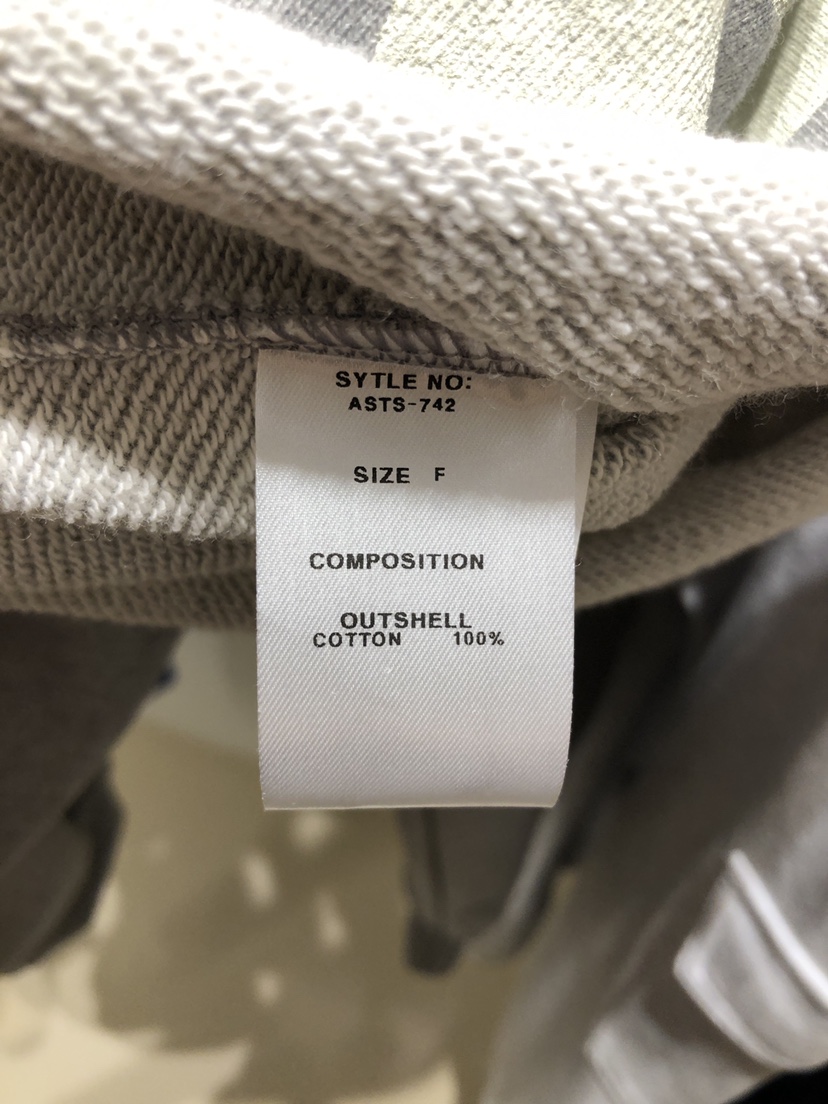 SYTLE NO:
ASTS-742
SIZE F
COMPOSITION
OUTSHELL
COTTON 100%